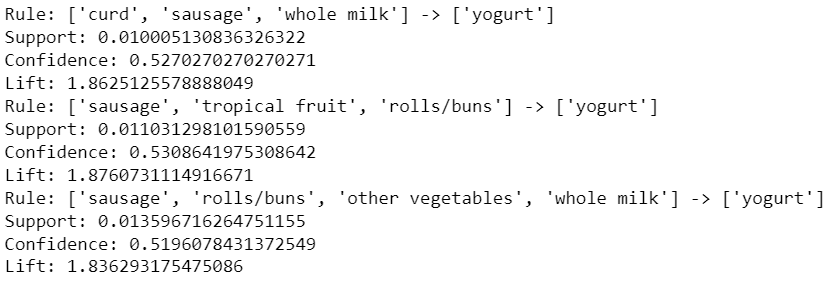 Rule: ['curd', 'sausage', 'whole milk'] -> ['yogurt']
Support: 0.010005130836326322
Confidence: 0.5270270270270271
Lift: 1.8625125578888049
Rule: ['sausage', 'tropical fruit', 'rolls/buns'] -> ['yogurt']
Support: 0.011031298101590559
Confidence: 0.5308641975308642
Lift: 1.8760731114916671
Rule: ['sausage', 'rolls/buns', 'other vegetables', 'whole milk'] -> ['yogurt']
Support: 0.013596716264751155
Confidence: 0.5196078431372549
Lift: 1.836293175475086